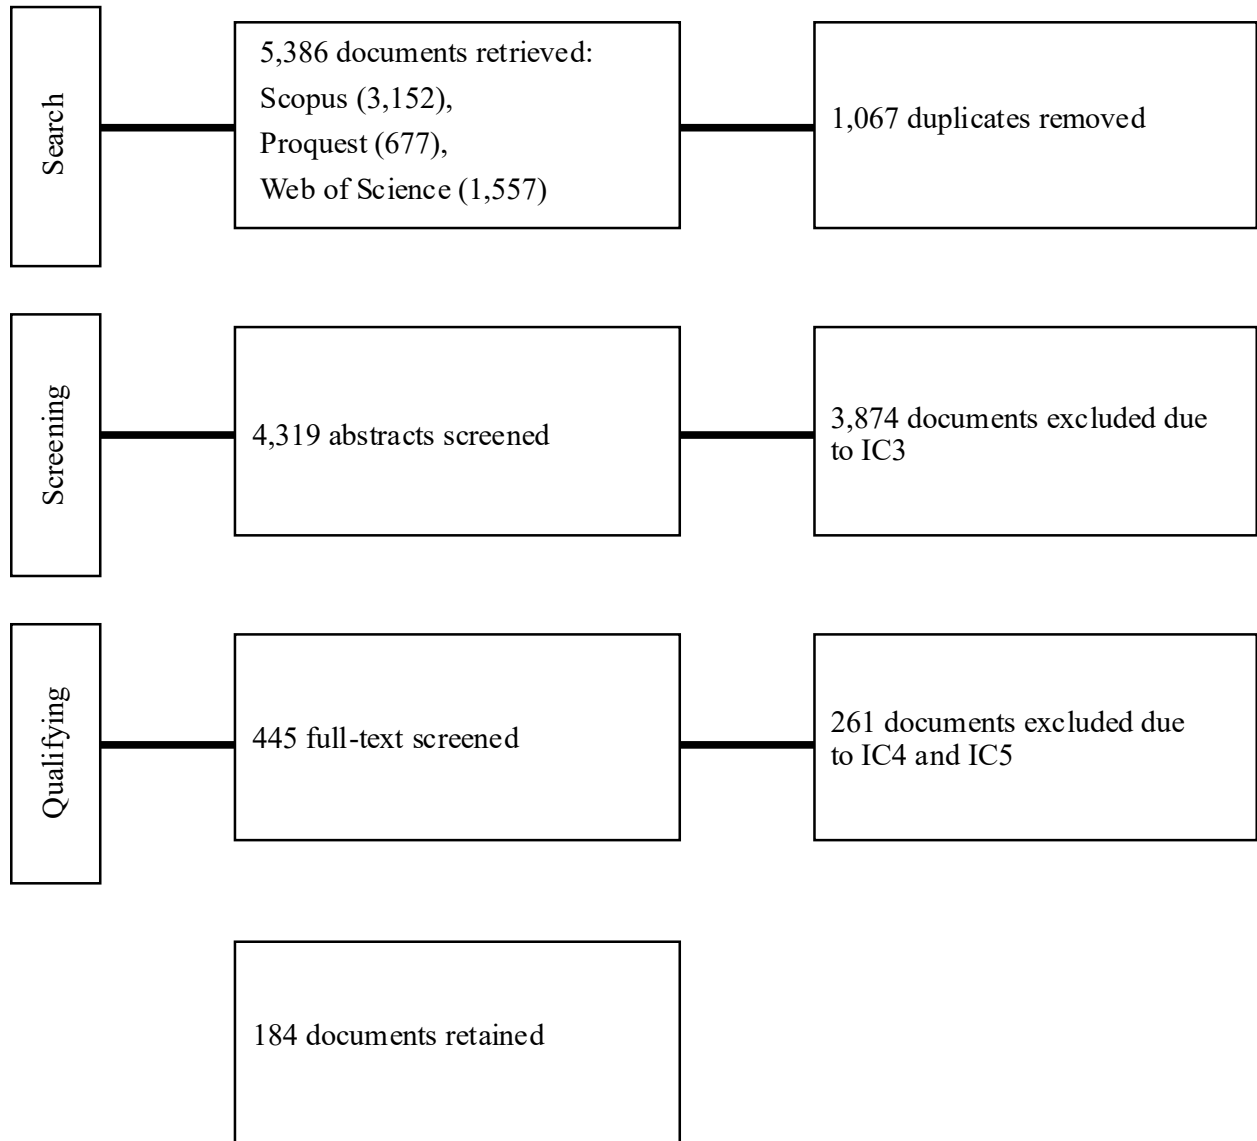 Search
5,386 documents retrieved:
Scopus (3,152),
Proquest (677),
Web of Science (1,557)
1,067 duplicates removed
Screening
4,319 abstracts screened
3,874 documents excluded due
to IC3
Qualifying
445 full-text screened
261 documents excluded due
to IC4 and IC5
184 documents retained